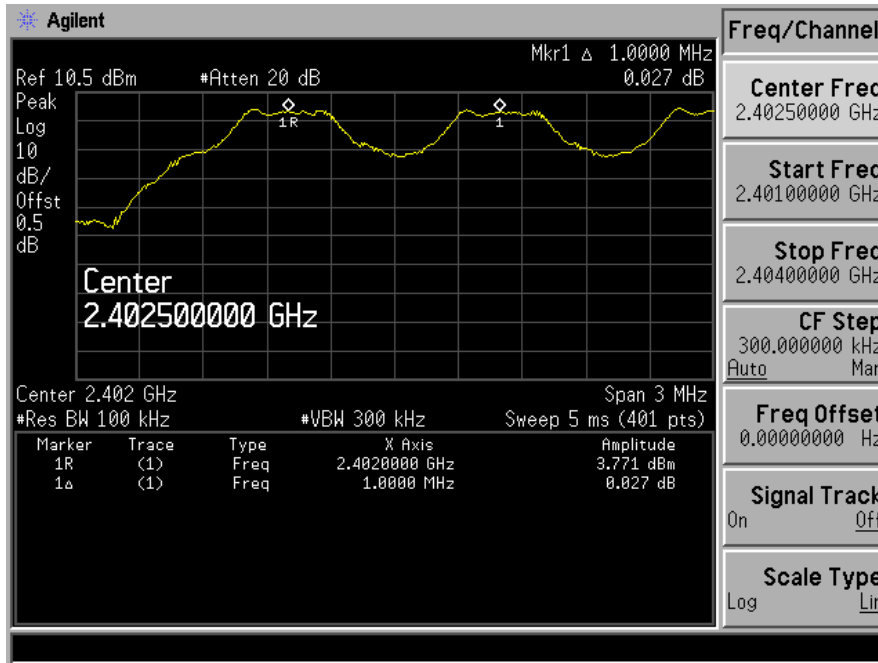 Agilent
Freq/Channel
Mkr1 Δ 1.0000 MHz
Ref 10.5 dBm #Atten 20 dB 0.027 dB
Peak
Log
10
dB/
Offst
0.5
dB
1R
1
Center
2.402500000 GHz
Center 2.402 GHz Span 3 MHz
#Res BW 100 kHz #VBW 300 kHz Sweep 5 ms (401 pts)
Marker Trace Type X Axis Amplitude
1R (1) Freq 2.4020000 GHz 3.771 dBm
1Δ (1) Freq 1.0000 MHz 0.027 dB
Center Freq
2.40250000 GHz
Start Freq
2.40100000 GHz
Stop Freq
2.40400000 GHz
CF Step
300.000000 kHz
Auto Man
Freq Offset
0.00000000 Hz
Signal Track
On Off
Scale Type
Log Lin